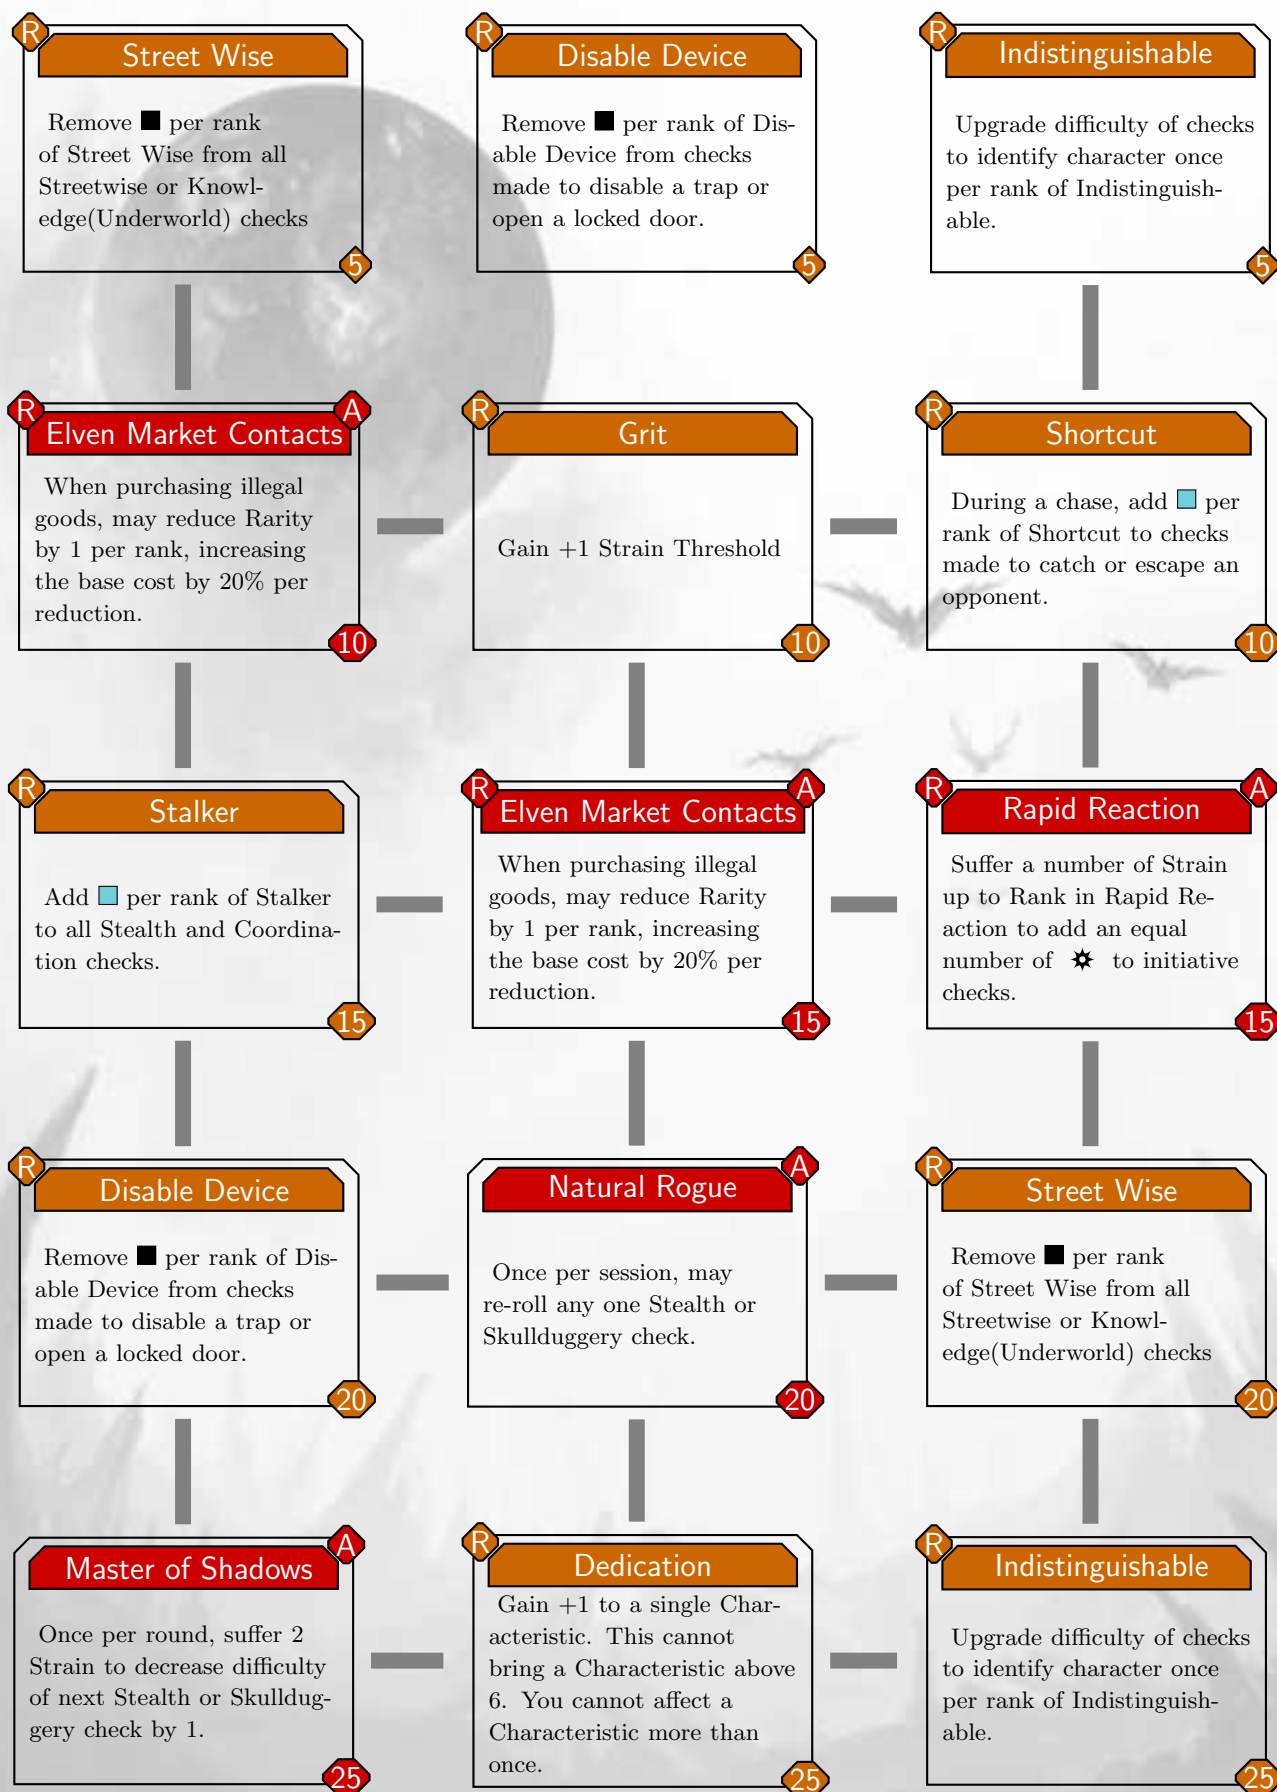 R
Street Wise
Remove ■ per rank
of Street Wise from all
Streetwise or Knowl-
edge(Underworld) checks
5
R
Disable Device
Remove ■ per rank of Dis-
able Device from checks
made to disable a trap or
open a locked door.
5
R
Indistinguishable
Upgrade difficulty of checks
to identify character once
per rank of Indistinguish-
able.
5
R
A
Elven Market Contacts
When purchasing illegal
goods, may reduce Rarity
by 1 per rank, increasing
the base cost by 20% per
reduction.
10
R
Grit
Gain +1 Strain Threshold
10
R
Shortcut
During a chase, add per
rank of Shortcut to checks
made to catch or escape an
opponent.
10
R
Stalker
Add per rank of Stalker
to all Stealth and Coordina-
tion checks.
15
R
A
Elven Market Contacts
When purchasing illegal
goods, may reduce Rarity
by 1 per rank, increasing
the base cost by 20% per
reduction.
15
R
A
Rapid Reaction
Suffer a number of Strain
up to Rank in Rapid Re-
action to add an equal
number of to initiative
checks.
15
R
Disable Device
Remove ■ per rank of Dis-
able Device from checks
made to disable a trap or
open a locked door.
20
A
Natural Rogue
Once per session, may
re-roll any one Stealth or
Skullduggery check.
20
R
Street Wise
Remove ■ per rank
of Street Wise from all
Streetwise or Knowl-
edge(Underworld) checks
20
A
Master of Shadows
Once per round, suffer 2
Strain to decrease difficulty
of next Stealth or Skulldug-
gery check by 1.
25
R
Dedication
Gain +1 to a single Char-
acteristic. This cannot
bring a Characteristic above
6. You cannot affect a
Characteristic more than
once.
25
R
Indistinguishable
Upgrade difficulty of checks
to identify character once
per rank of Indistinguish-
able.
25